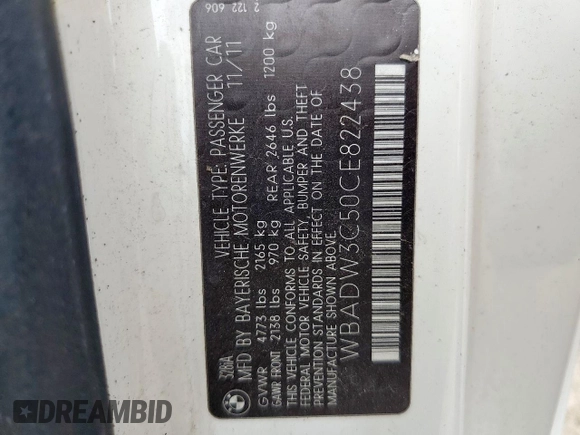 2 122 606
328iA
VEHICLE TYPE: PASSENGER CAR
MFD BY BAYERISCHE MOTORENWERKE 11/11
GVWR 4773 lbs 2165 kg
GAWR FRONT 2138 lbs 970 kg REAR 2646 lbs 1200 kg
THIS VEHICLE CONFORMS TO ALL APPLICABLE U.S.
FEDERAL MOTOR VEHICLE SAFETY, BUMPER AND THEFT
PREVENTION STANDARDS IN EFFECT ON THE DATE OF
MANUFACTURE SHOWN ABOVE.
WBADW3C50CE822438
BMW
DREAMBID